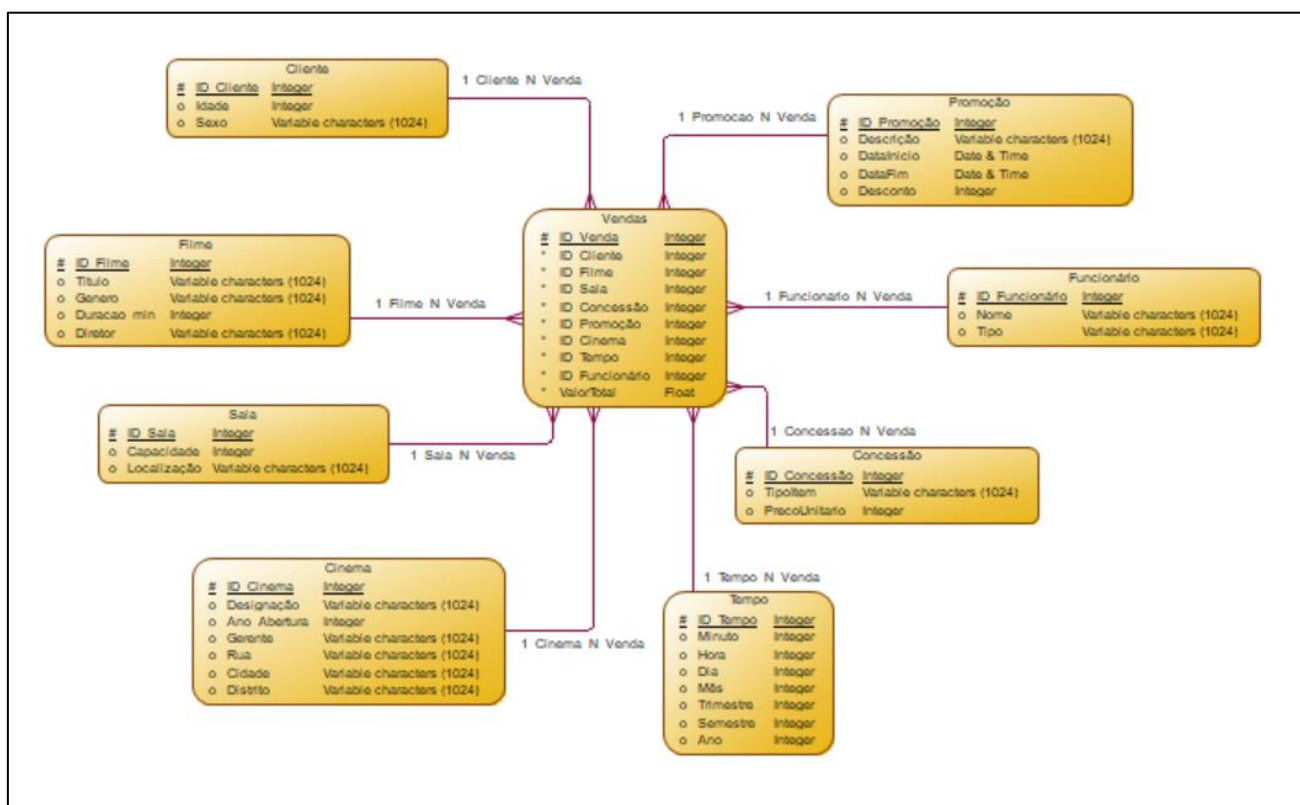 Cliente
# ID Cliente Integer
o Idade Integer
o Sexo Variable characters (1024)
1 Cliente N Venda
1 Promocao N Venda
Promoção
# ID Promoção Integer
o Descrição Variable characters (1024)
o DataInicio Date & Time
o DataFim Date & Time
o Desconto Integer
Vendas
# ID Venda Integer
* ID Cliente Integer
* ID Filme Integer
* ID Sala Integer
* ID Concessão Integer
* ID Promoção Integer
* ID Cinema Integer
* ID Tempo Integer
* ID Funcionário Integer
* ValorTotal Float
Filme
# ID Filme Integer
o Titulo Variable characters (1024)
o Genero Variable characters (1024)
o Duracao min Integer
o Diretor Variable characters (1024)
1 Filme N Venda
1 Funcionario N Venda
Funcionário
# ID Funcionário Integer
o Nome Variable characters (1024)
o Tipo Variable characters (1024)
Sala
# ID Sala Integer
o Capacidade Integer
o Localização Variable characters (1024)
1 Sala N Venda
1 Concessao N Venda
Concessão
# ID Concessão Integer
o TipoItem Variable characters (1024)
o PrecoUnitario Integer
Cinema
# ID Cinema Integer
o Designação Variable characters (1024)
o Ano Abertura Integer
o Gerente Variable characters (1024)
o Rua Variable characters (1024)
o Cidade Variable characters (1024)
o Distrito Variable characters (1024)
1 Cinema N Venda
1 Tempo N Venda
Tempo
# ID Tempo Integer
o Minuto Integer
o Hora Integer
o Dia Integer
o Mês Integer
o Trimestre Integer
o Semestre Integer
o Ano Integer